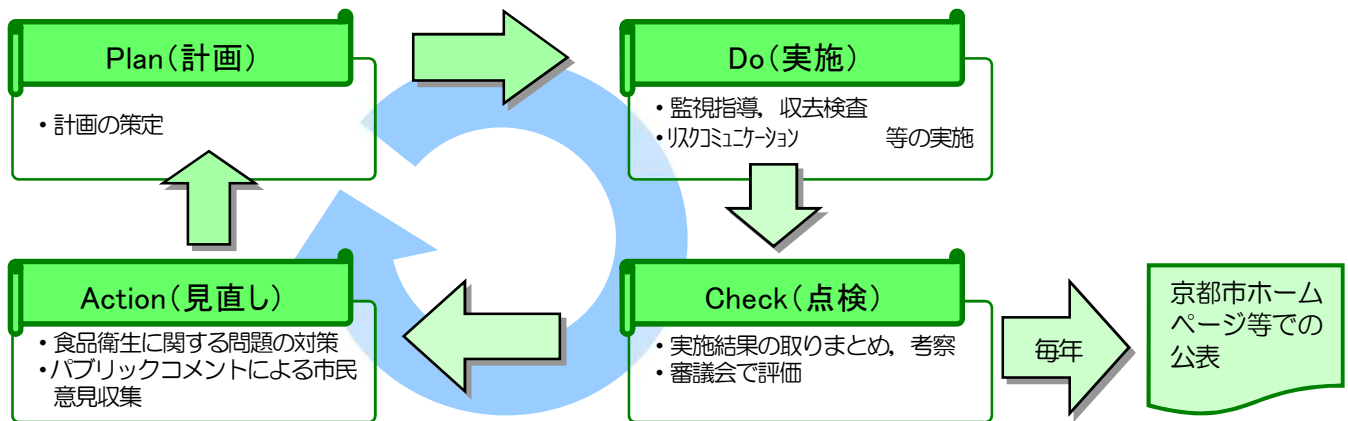 Plan(計画)
・計画の策定
Do(実施)
・監視指導，収去検査
・ﾘｽｸｺﾐｭﾆｹｰｼｮﾝ　　　　等の実施
Action(見直し)
・食品衛生に関する問題の対策
・パブリックコメントによる市民
意見収集
Check(点検)
・実施結果の取りまとめ，考察
・審議会で評価
毎年
京都市ホーム
ページ等での
公表